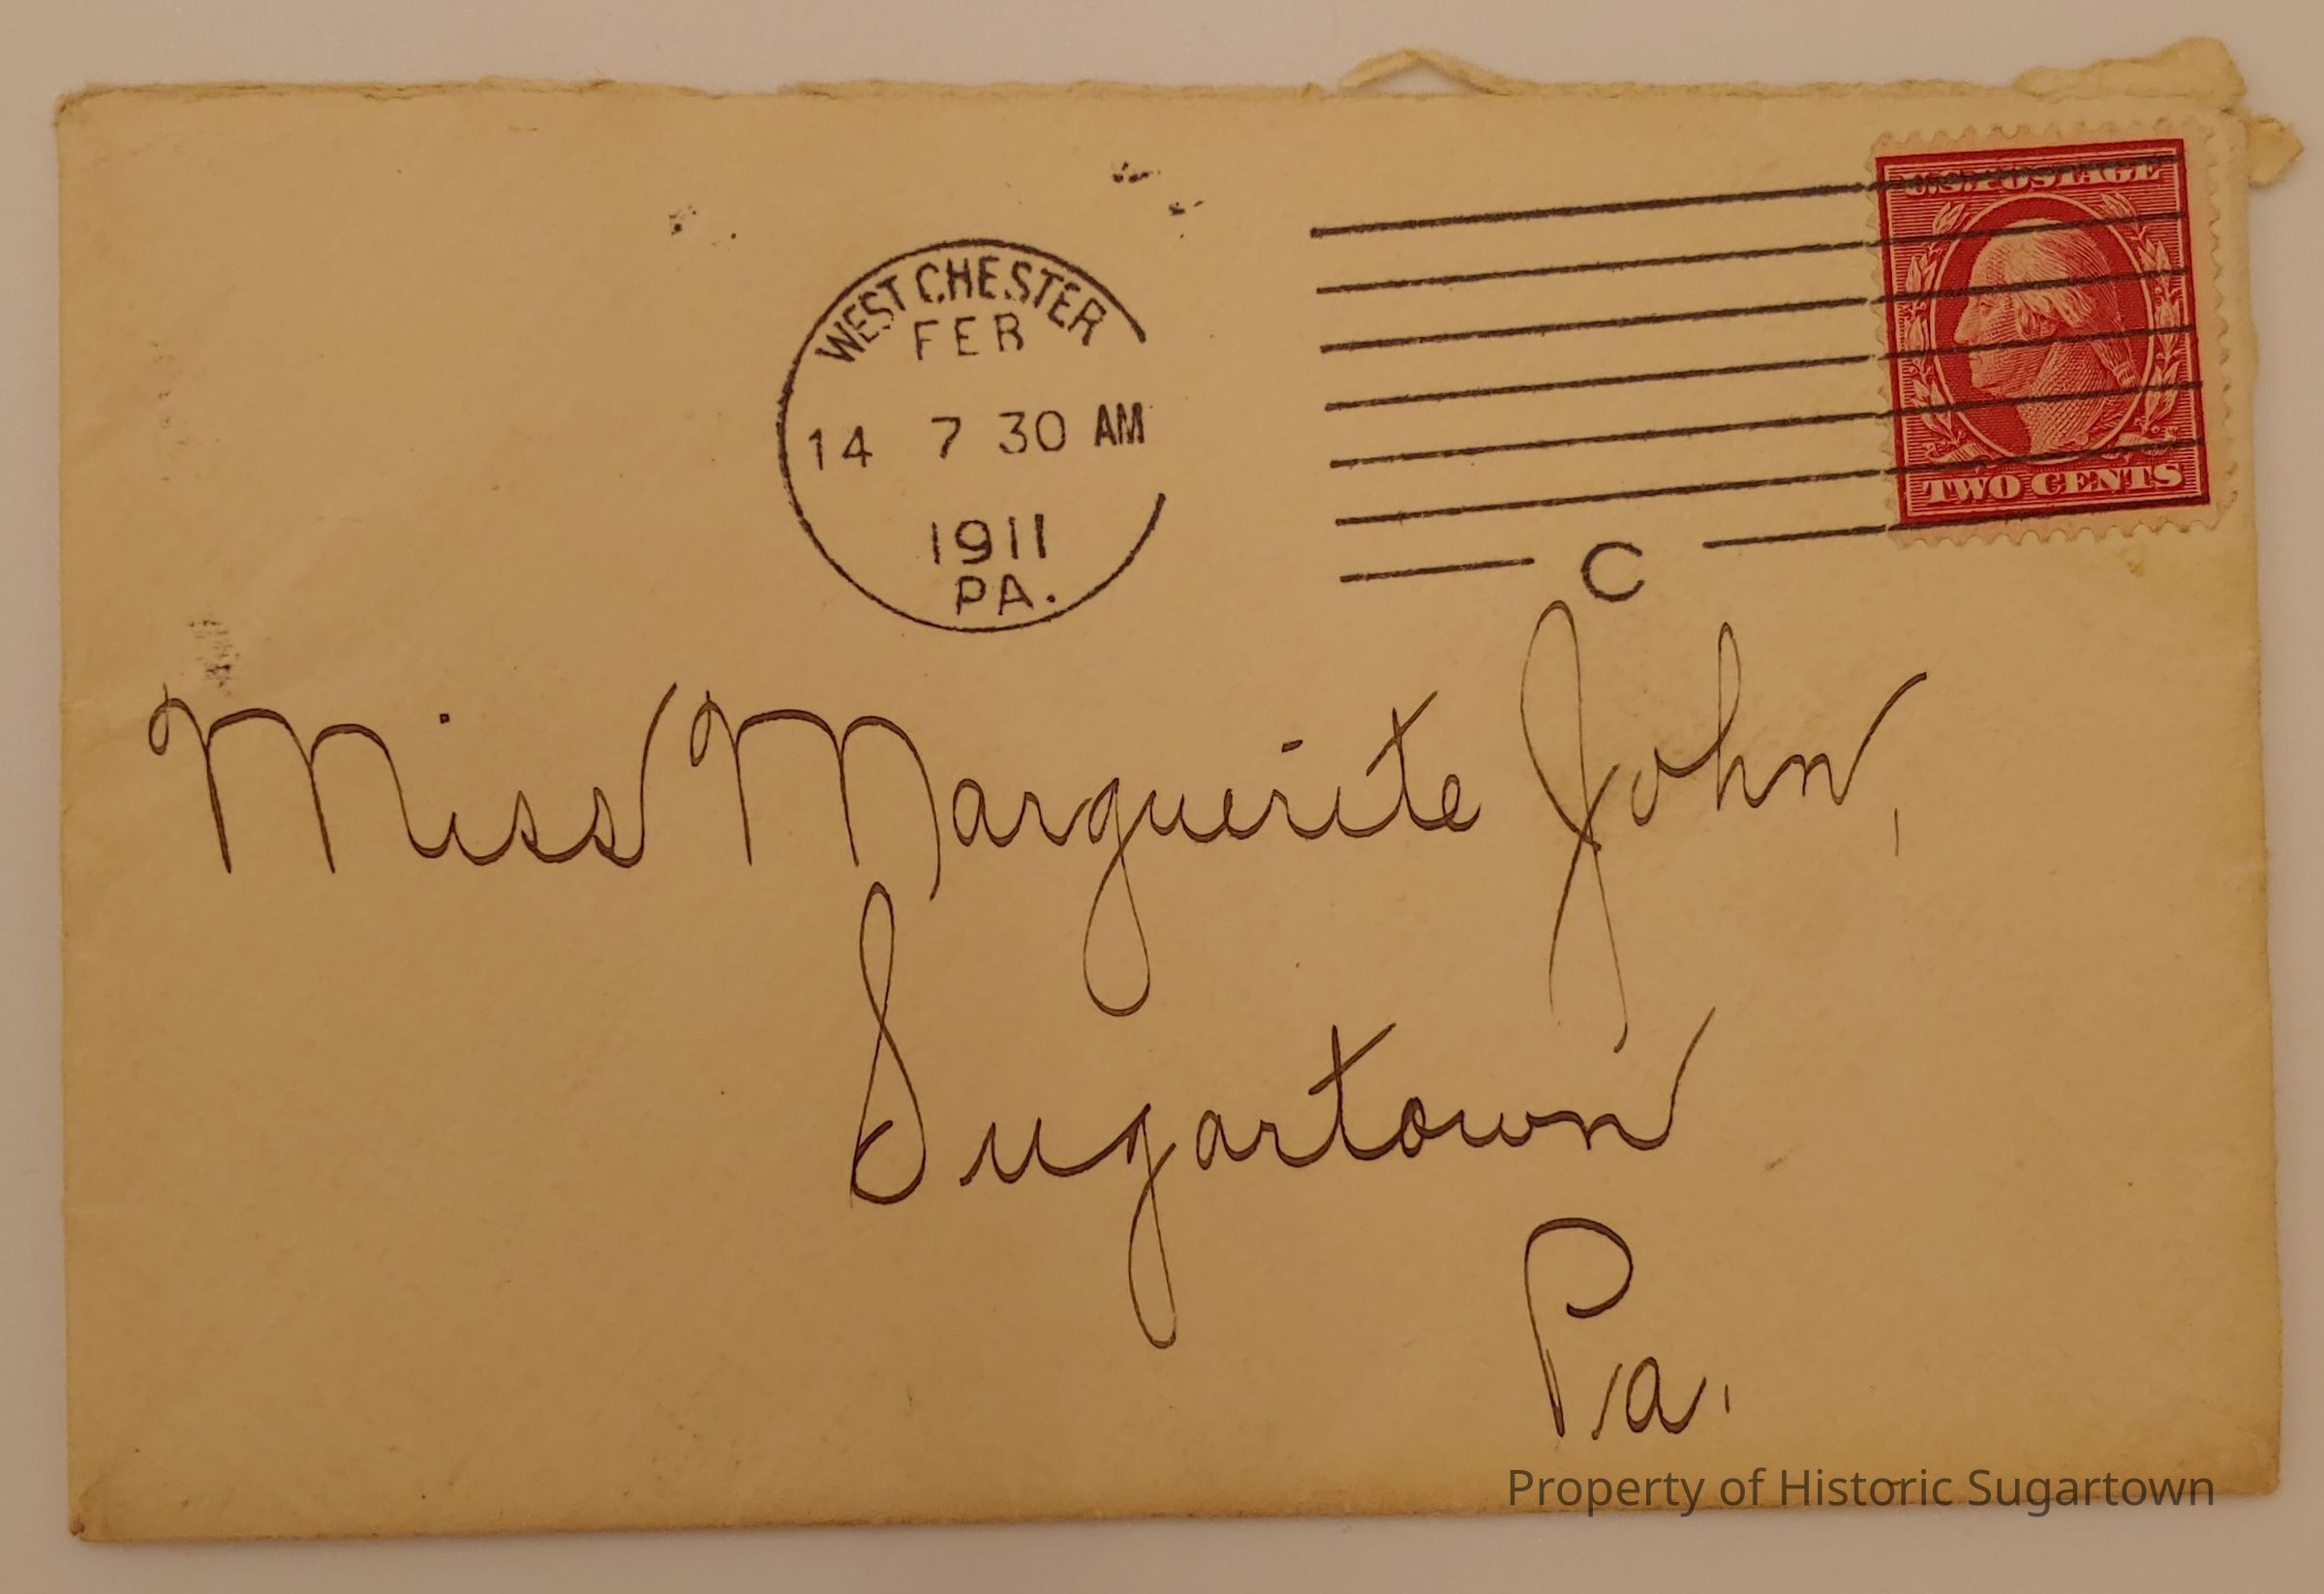 U.S. POSTAGE
TWO CENTS
WEST CHESTER
FEB
14 7 30 AM
1911
PA.
C
Miss Marguerite John,
Sugartown
Pa.
Property of Historic Sugartown